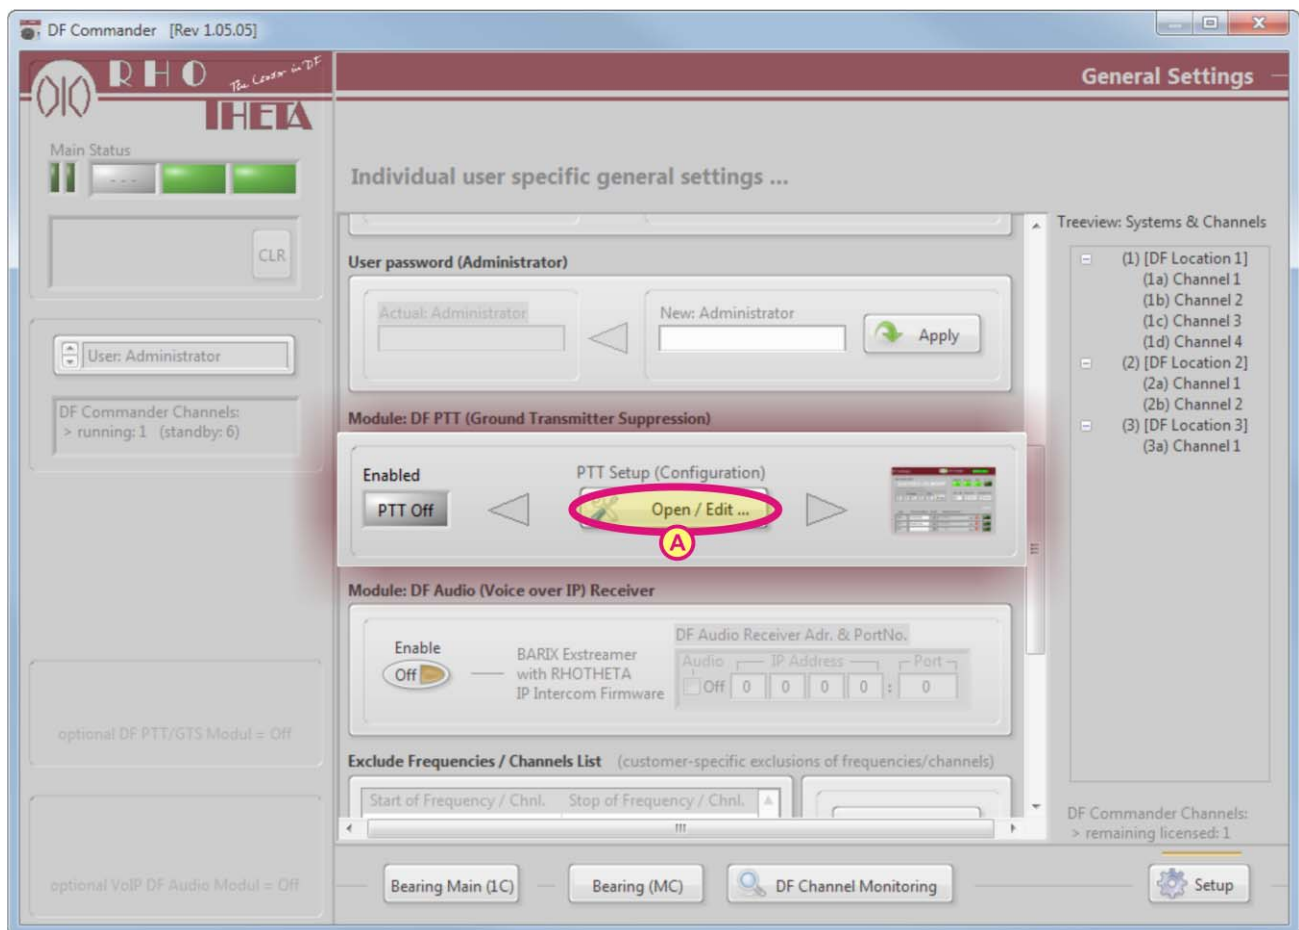 DF Commander [Rev 1.05.05]
RHO
The Leader in DF
THETA
General Settings
Main Status
---
Individual user specific general settings ...
CLR
User: Administrator
DF Commander Channels:
> running: 1 (standby: 6)
optional DF PTT/GTS Modul = Off
optional VoIP DF Audio Modul = Off
User password (Administrator)
Actual: Administrator
New: Administrator
Apply
Module: DF PTT (Ground Transmitter Suppression)
Enabled
PTT Setup (Configuration)
PTT Off
Open / Edit ...
A
Module: DF Audio (Voice over IP) Receiver
Enable
Off
BARIX Exstreamer
with RHOTHETA
IP Intercom Firmware
DF Audio Receiver Adr. & PortNo.
Audio IP Address Port
Off 0 0 0 0 : 0
Exclude Frequencies / Channels List (customer-specific exclusions of frequencies/channels)
Start of Frequency / Chnl. Stop of Frequency / Chnl.
Treeview: Systems & Channels
(1) [DF Location 1]
(1a) Channel 1
(1b) Channel 2
(1c) Channel 3
(1d) Channel 4
(2) [DF Location 2]
(2a) Channel 1
(2b) Channel 2
(3) [DF Location 3]
(3a) Channel 1
DF Commander Channels:
> remaining licensed: 1
Bearing Main (1C)
Bearing (MC)
DF Channel Monitoring
Setup